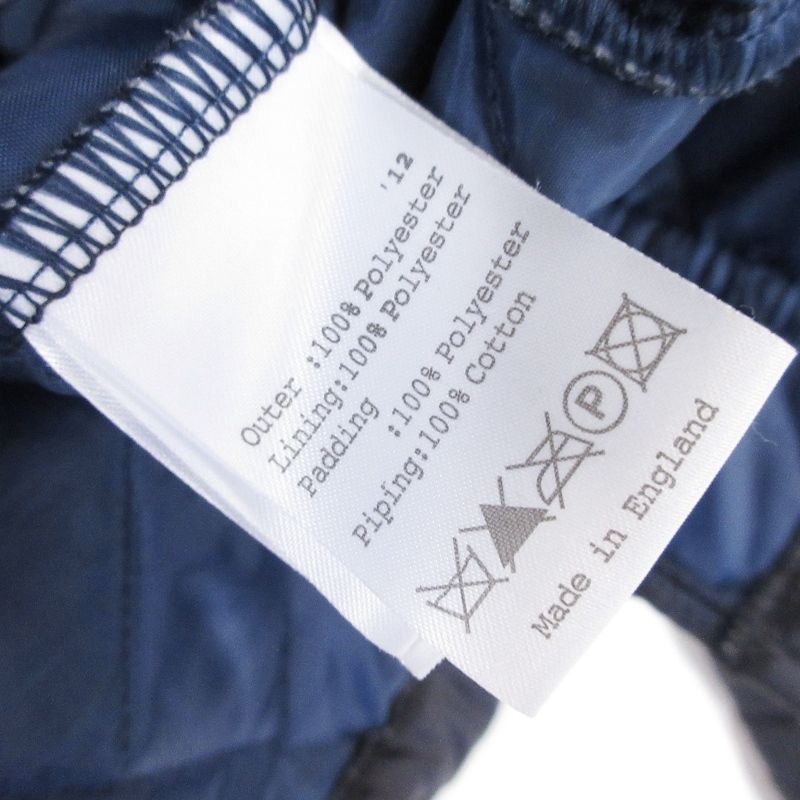 '12
Outer :100% Polyester
Lining:100% Polyester
Padding
:100% Polyester
Piping:100% Cotton
P
Made in England